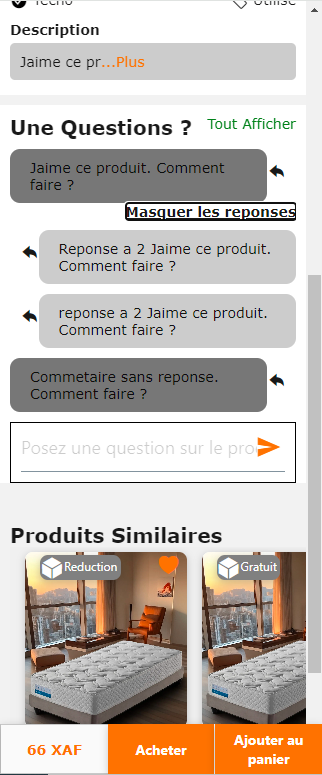 Techo
Utilise
Description
Jaime ce pr...Plus
Une Questions ?
Tout Afficher
Jaime ce produit. Comment
faire ?
Masquer les reponses
Reponse a 2 Jaime ce produit.
Comment faire ?
reponse a 2 Jaime ce produit.
Comment faire ?
Commetaire sans reponse.
Comment faire ?
Posez une question sur le pro
Produits Similaires
Reduction
Gratuit
66 XAF
Acheter
Ajouter au
panier